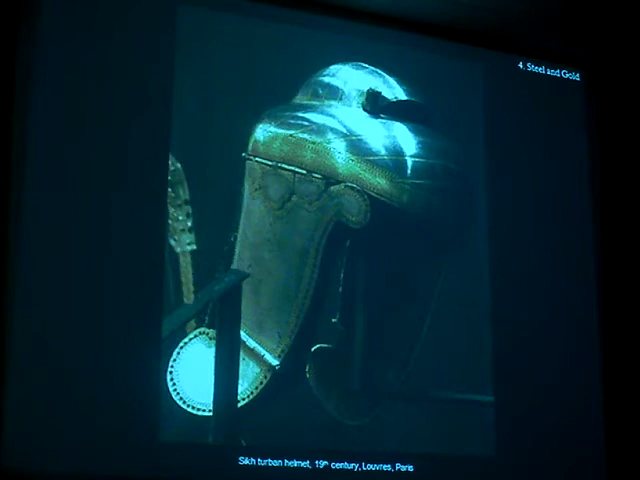 4. Steel and Gold
Sikh turban helmet, 19th century, Louvres, Paris